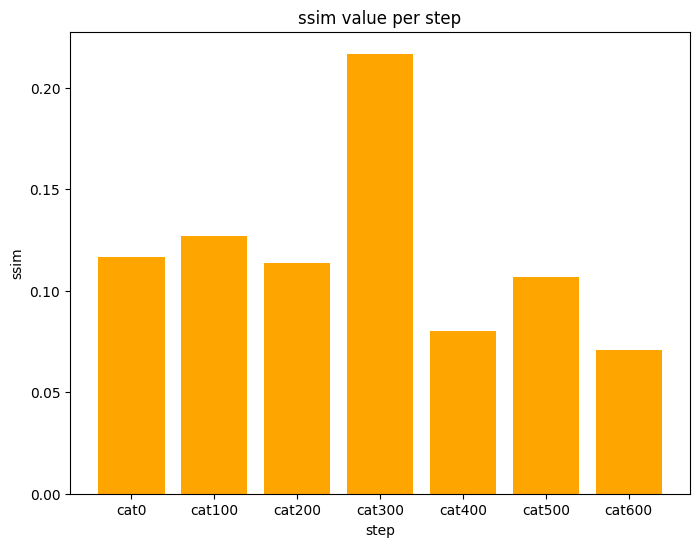 ssim value per step
ssim
0.20
0.15
0.10
0.05
0.00
cat0 cat100 cat200 cat300 cat400 cat500 cat600
step